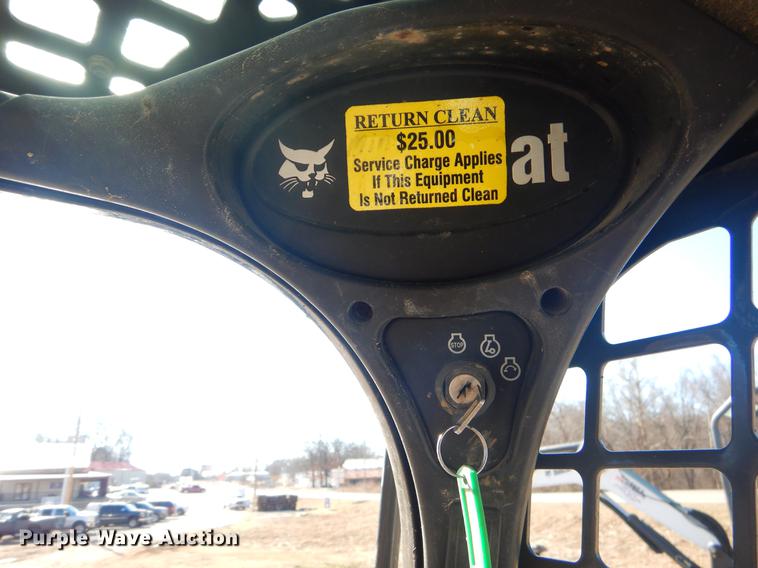 RETURN CLEAN
$25.00
Service Charge Applies
If This Equipment
Is Not Returned Clean
at
STOP
Purple Wave Auction